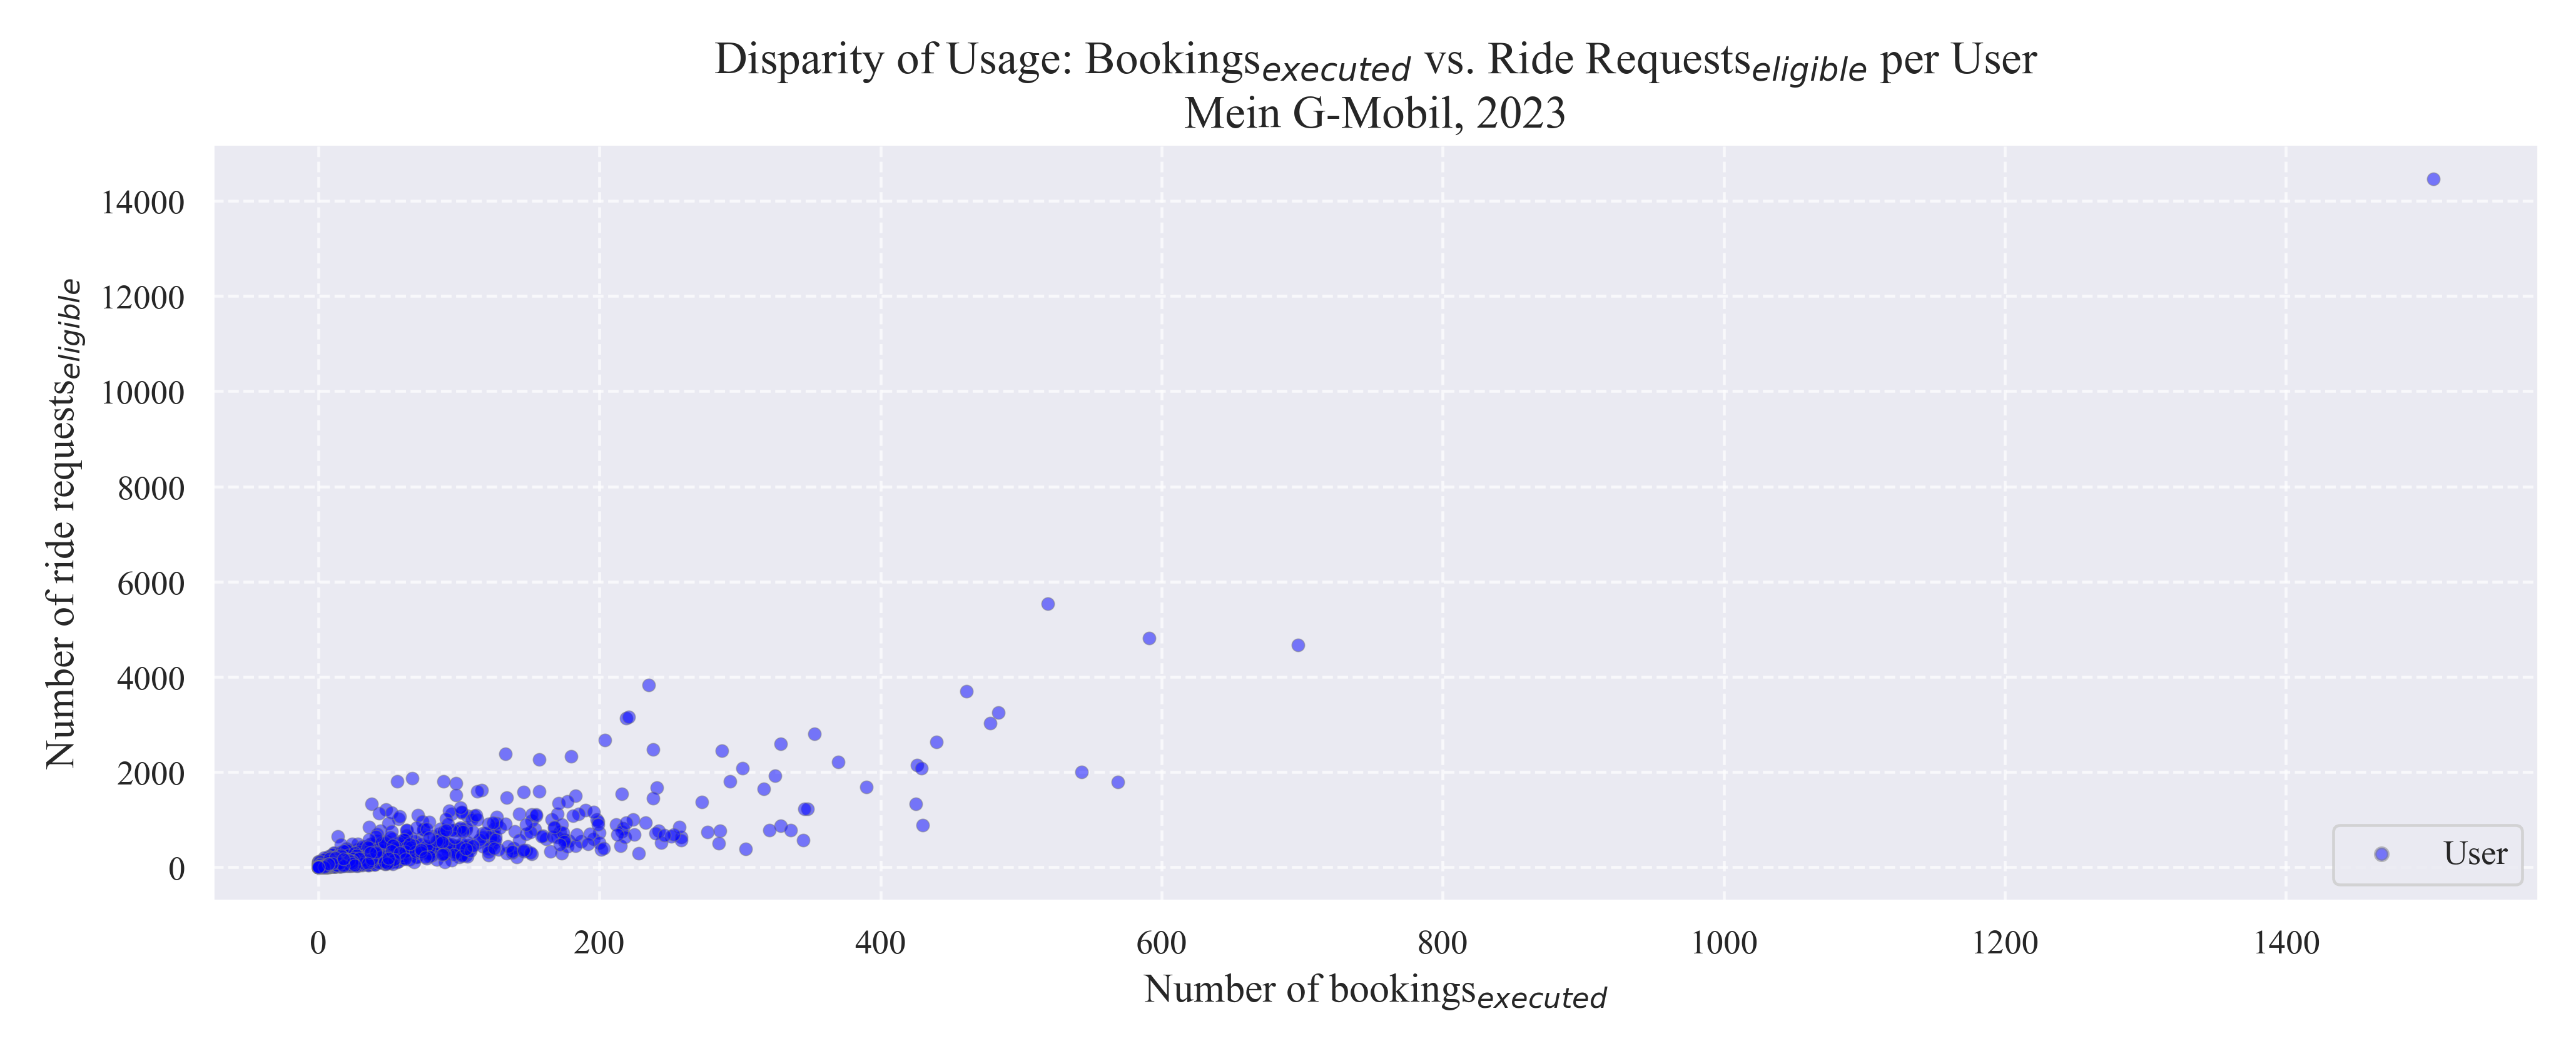 Disparity of Usage: Bookings_executed vs. Ride Requests_eligible per User
Mein G-Mobil, 2023
Number of ride requests_eligible
14000
12000
10000
8000
6000
4000
2000
0
User
0 200 400 600 800 1000 1200 1400
Number of bookings_executed